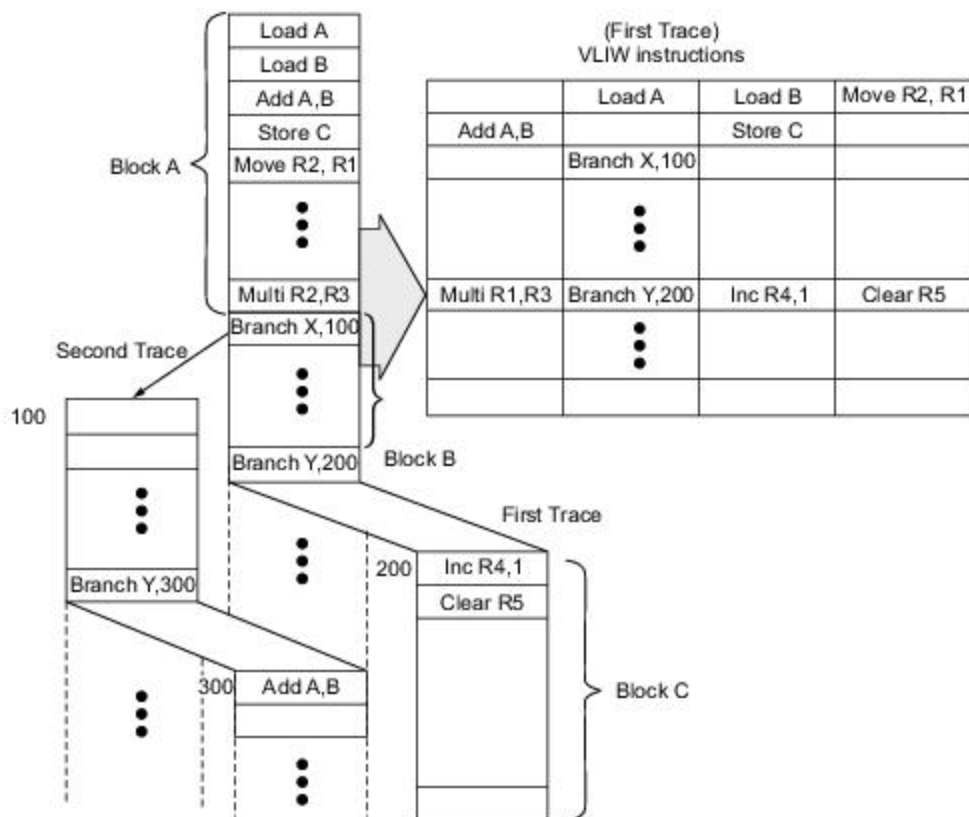 Load A
Load B
Add A,B
Store C
Move R2, R1
Multi R2,R3
Block A
(First Trace)
VLIW instructions
Load A Load B Move R2, R1
Add A,B Store C
Branch X,100
Multi R1,R3 Branch Y,200 Inc R4,1 Clear R5
Branch X,100
Second Trace
100
Branch Y,200
Block B
First Trace
Branch Y,300
200
Inc R4,1
Clear R5
Block C
300
Add A,B